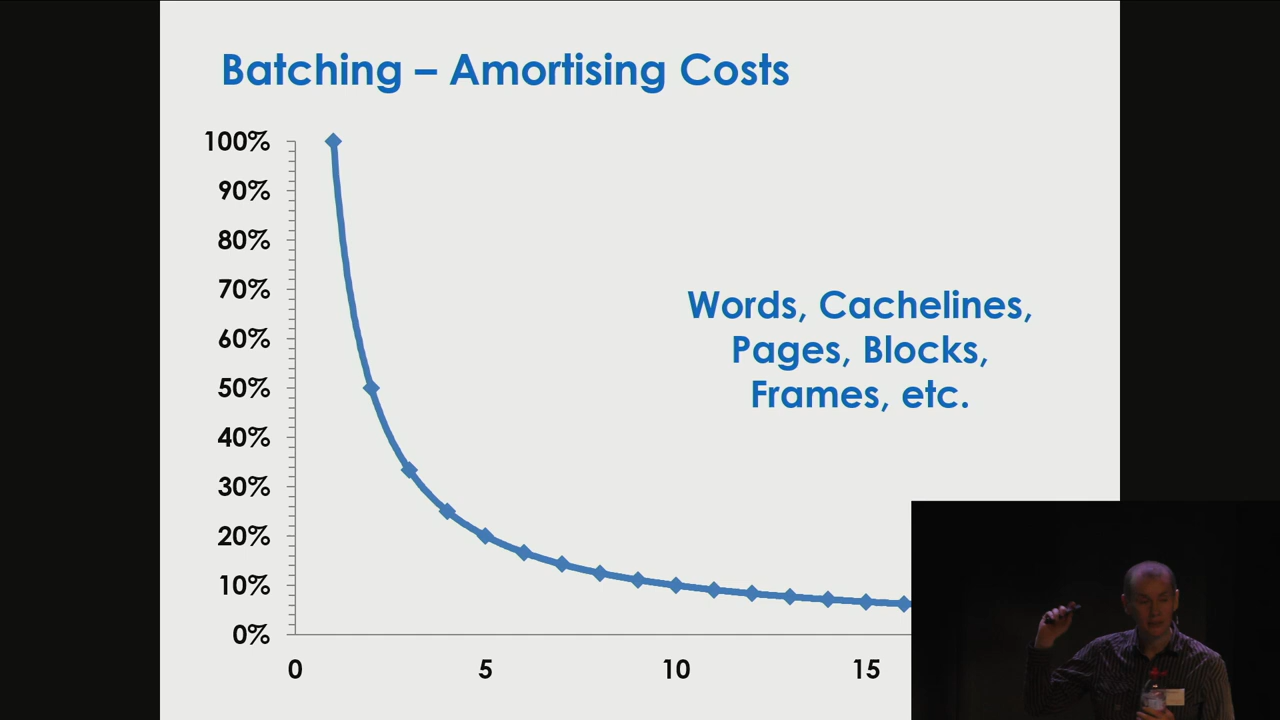 Batching – Amortising Costs
100%
90%
80%
70%
60%
50%
40%
30%
20%
10%
0%
0 5 10 15
Words, Cachelines,
Pages, Blocks,
Frames, etc.